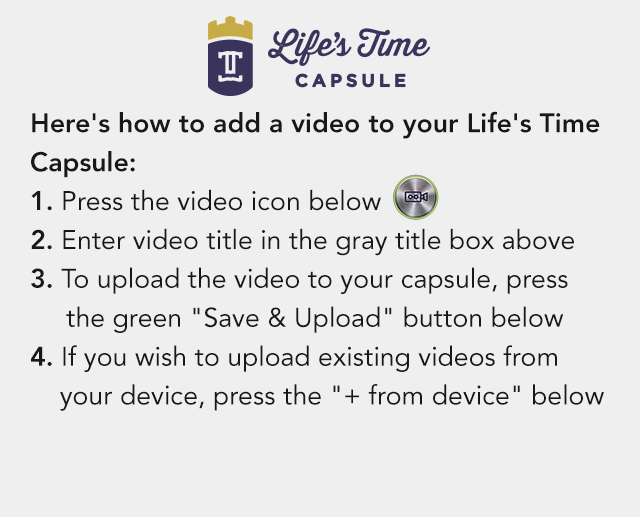 Life's Time
CAPSULE
Here's how to add a video to your Life's Time
Capsule:
1. Press the video icon below
2. Enter video title in the gray title box above
3. To upload the video to your capsule, press
the green "Save & Upload" button below
4. If you wish to upload existing videos from
your device, press the "+ from device" below